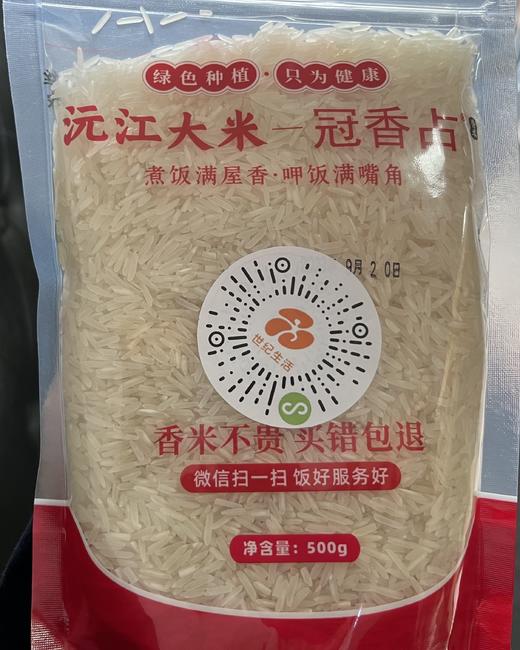 绿色种植·只为健康
沅江大米—冠香占
煮饭满屋香·呷饭满嘴角
9月20日
世纪生活
香米不贵 买错包退
微信扫一扫 饭好服务好
净含量：500g